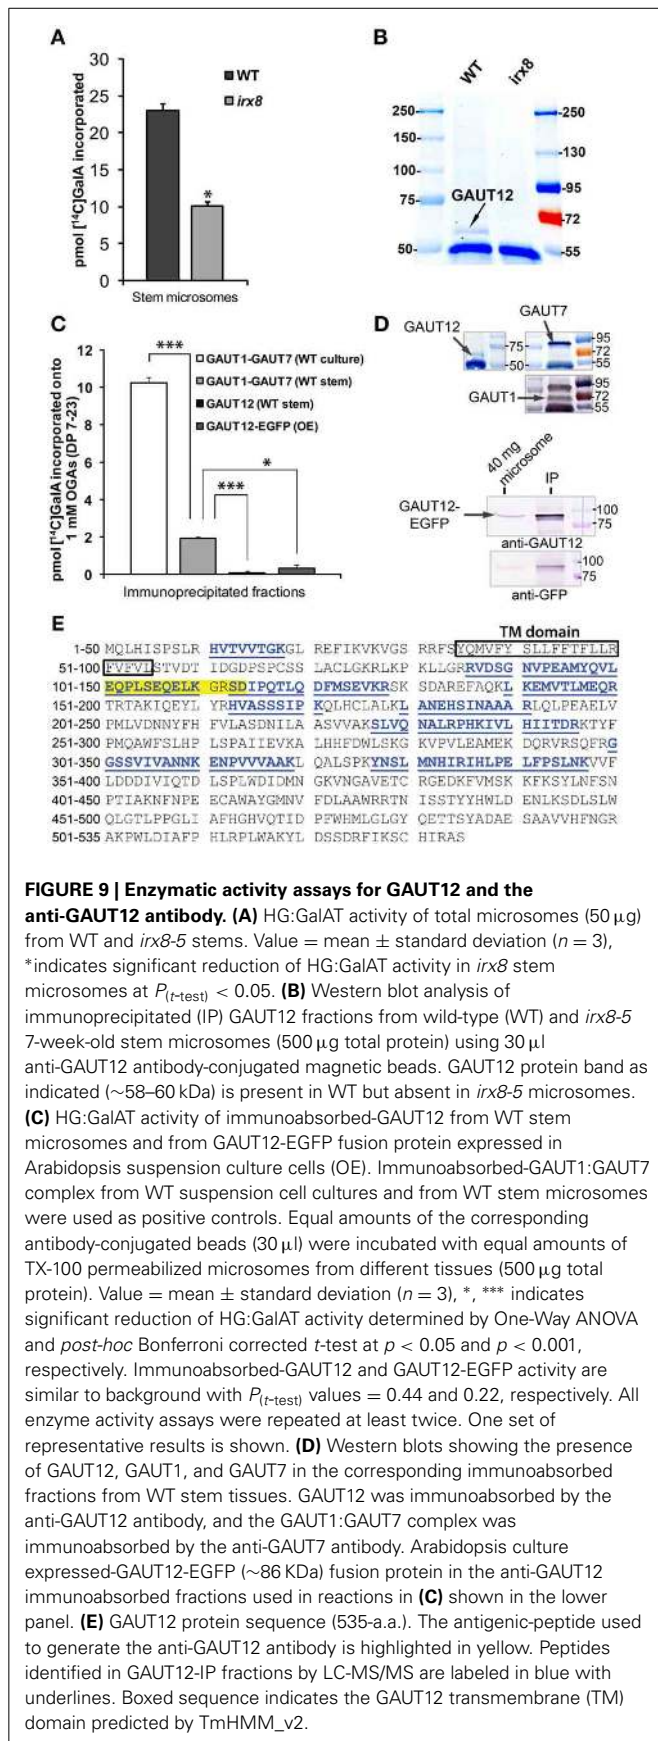 A
pmol [¹⁴C]GalA incorporated
30
25
20
15
10
5
0
WT
irx8
*
Stem microsomes
B
WT
irx8
250
150
100
75
50
GAUT12
250
130
95
72
55
C
pmol [¹⁴C]GalA incorporated onto
1 mM OGAs (DP 7-23)
12
10
8
6
4
2
0
***
GAUT1-GAUT7 (WT culture)
GAUT1-GAUT7 (WT stem)
GAUT12 (WT stem)
GAUT12-EGFP (OE)
*
***
Immunoprecipitated fractions
D
GAUT7
GAUT12
75
50
95
72
55
GAUT1
95
72
55
40 mg
microsome
IP
GAUT12-
EGFP
100
75
anti-GAUT12
100
75
anti-GFP
E
TM domain
1-50 MQLHISPSLR HVTVVTGKGL REFIKVKVGS RRFSYQMVFY SLLFFTFLLR
51-100 FVFVLSTVDT IDGDPSPCSS LACLGKRLKP KLLGRRVDSG NVPEAMYQVL
101-150 EQPLSEQELK GRSDIPQTLQ DFMSEVKRSK SDAREFAQKL KEMVTLMEQR
151-200 TRTAKIQEYL YRHVASSSIP KQLHCLALKL ANEHSINAAA RLQLPEAELV
201-250 PMLVDNNYFH FVLASDNILA ASVVAKSLVQ NALRPHKIVL HIITDRKTYF
251-300 PMQAWFSLHP LSPAIIEVKA LHHFDWLSKG KVPVLEAMEK DQRVRSQFRG
301-350 GSSVIVANNK ENPVVVAAKL QALSPKYNSL MNHIRIHLPE LFPSLNKVVF
351-400 LDDDIVIQTD LSPLWDIDMN GKVNGAVETC RGEDKFVMSK KFKSYLNFSN
401-450 PTIAKNFNPE ECAWAYGMNV FDLAAWRRTN ISSTYYHWLD ENLKSDLSLW
451-500 QLGTLPPGLI AFHGHVQTID PFWHMLGLGY QETTSYADAE SAAVVHFNGR
501-535 AKPWLDIAFP HLRPLWAKYL DSSDRFIKSC HIRAS
FIGURE 9 | Enzymatic activity assays for GAUT12 and the
anti-GAUT12 antibody. (A) HG:GalAT activity of total microsomes (50 μg)
from WT and irx8-5 stems. Value = mean ± standard deviation (n = 3),
*indicates significant reduction of HG:GalAT activity in irx8 stem
microsomes at P(t-test) < 0.05. (B) Western blot analysis of
immunoprecipitated (IP) GAUT12 fractions from wild-type (WT) and irx8-5
7-week-old stem microsomes (500 μg total protein) using 30 μl
anti-GAUT12 antibody-conjugated magnetic beads. GAUT12 protein band as
indicated (∼58–60 kDa) is present in WT but absent in irx8-5 microsomes.
(C) HG:GalAT activity of immunoabsorbed-GAUT12 from WT stem
microsomes and from GAUT12-EGFP fusion protein expressed in
Arabidopsis suspension culture cells (OE). Immunoabsorbed-GAUT1:GAUT7
complex from WT suspension cell cultures and from WT stem microsomes
were used as positive controls. Equal amounts of the corresponding
antibody-conjugated beads (30 μl) were incubated with equal amounts of
TX-100 permeabilized microsomes from different tissues (500 μg total
protein). Value = mean ± standard deviation (n = 3), *, *** indicates
significant reduction of HG:GalAT activity determined by One-Way ANOVA
and post-hoc Bonferroni corrected t-test at p < 0.05 and p < 0.001,
respectively. Immunoabsorbed-GAUT12 and GAUT12-EGFP activity are
similar to background with P(t-test) values = 0.44 and 0.22, respectively. All
enzyme activity assays were repeated at least twice. One set of
representative results is shown. (D) Western blots showing the presence
of GAUT12, GAUT1, and GAUT7 in the corresponding immunoabsorbed
fractions from WT stem tissues. GAUT12 was immunoabsorbed by the
anti-GAUT12 antibody, and the GAUT1:GAUT7 complex was
immunoabsorbed by the anti-GAUT7 antibody. Arabidopsis culture
expressed-GAUT12-EGFP (∼86 KDa) fusion protein in the anti-GAUT12
immunoabsorbed fractions used in reactions in (C) shown in the lower
panel. (E) GAUT12 protein sequence (535-a.a.). The antigenic-peptide used
to generate the anti-GAUT12 antibody is highlighted in yellow. Peptides
identified in GAUT12-IP fractions by LC-MS/MS are labeled in blue with
underlines. Boxed sequence indicates the GAUT12 transmembrane (TM)
domain predicted by TmHMM_v2.